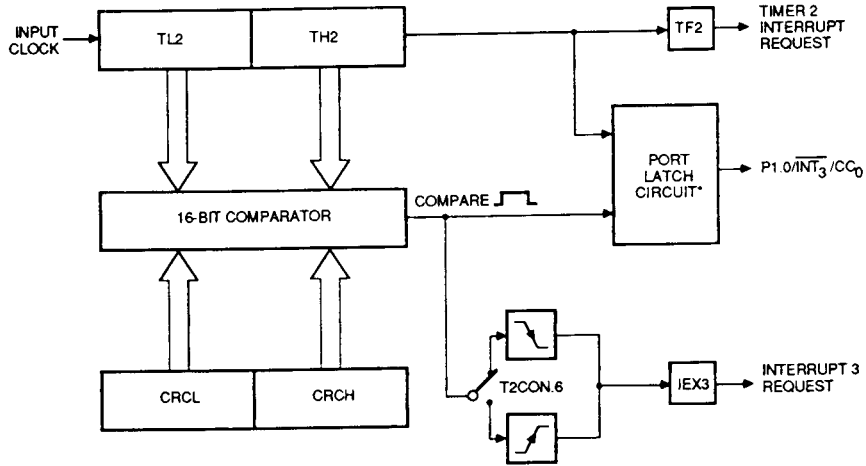 INPUT
CLOCK
TL2
TH2
TF2
TIMER 2
INTERRUPT
REQUEST
PORT
LATCH
CIRCUIT*
P1.0/INT3/CC0
COMPARE
16-BIT COMPARATOR
T2CON.6
CRCL
CRCH
IEX3
INTERRUPT 3
REQUEST